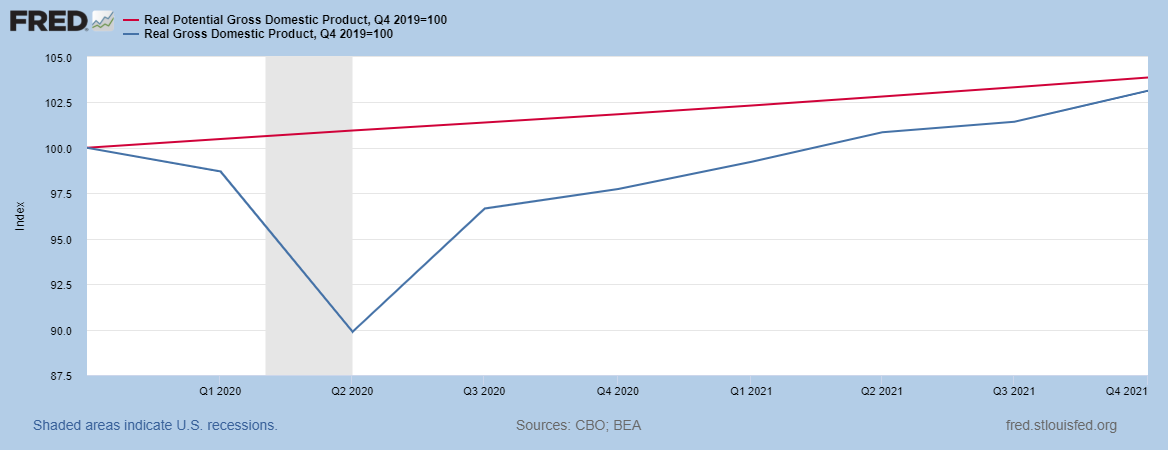 FRED
Real Potential Gross Domestic Product, Q4 2019=100
Real Gross Domestic Product, Q4 2019=100
Index
105.0
102.5
100.0
97.5
95.0
92.5
90.0
87.5
Q1 2020 Q2 2020 Q3 2020 Q4 2020 Q1 2021 Q2 2021 Q3 2021 Q4 2021
Shaded areas indicate U.S. recessions. Sources: CBO; BEA fred.stlouisfed.org